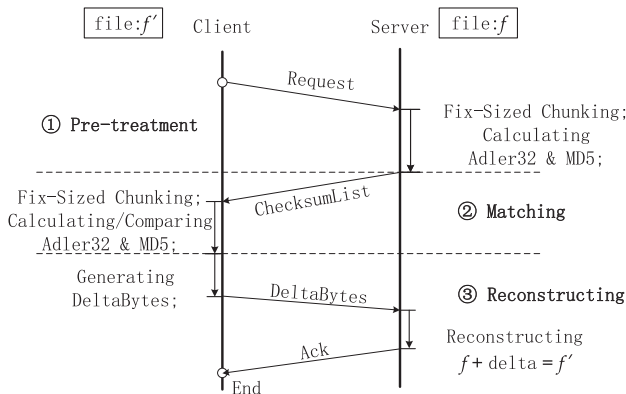 file:f′
Client
Server
file:f
Request
① Pre-treatment
Fix-Sized Chunking;
Calculating
Adler32 & MD5;
ChecksumList
Fix-Sized Chunking;
Calculating/Comparing
Adler32 & MD5;
② Matching
Generating
DeltaBytes;
DeltaBytes
③ Reconstructing
Reconstructing
f+delta=f′
Ack
End